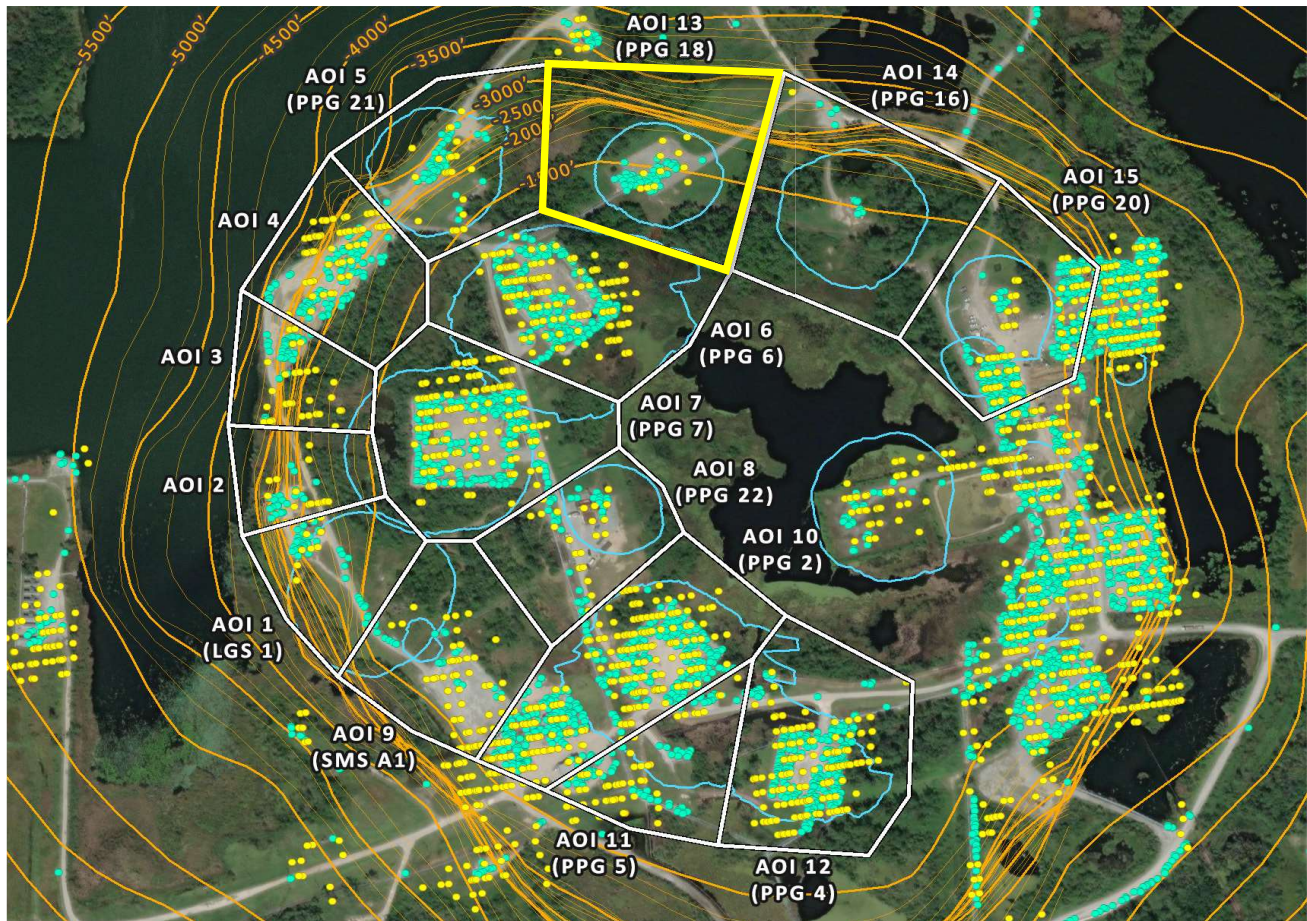 -5500'
-5000'
-4500'
-4000'
-3500'
-3000'
-2500'
-2000'
AOI 13
(PPG 18)
AOI 5
(PPG 21)
AOI 14
(PPG 16)
AOI 15
(PPG 20)
AOI 4
AOI 3
AOI 6
(PPG 6)
AOI 7
(PPG 7)
AOI 8
(PPG 22)
AOI 2
AOI 10
(PPG 2)
AOI 1
(LGS 1)
AOI 9
(SMS A1)
AOI 11
(PPG 5)
AOI 12
(PPG 4)